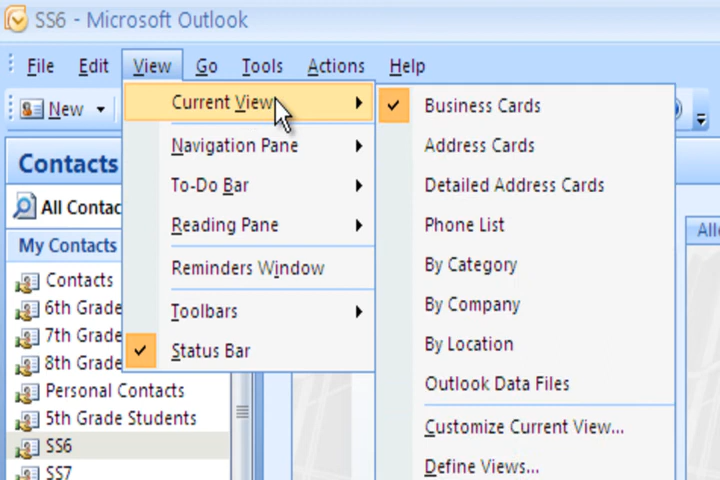 SS6 - Microsoft Outlook
File Edit View Go Tools Actions Help
New
Current View
Navigation Pane
To-Do Bar
Reading Pane
Reminders Window
Toolbars
Status Bar
Business Cards
Address Cards
Detailed Address Cards
Phone List
By Category
By Company
By Location
Outlook Data Files
Customize Current View...
Define Views...
Contacts
All Contac
My Contacts
Contacts
6th Grade
7th Grade
8th Grade
Personal Contacts
5th Grade Students
SS6
SS7